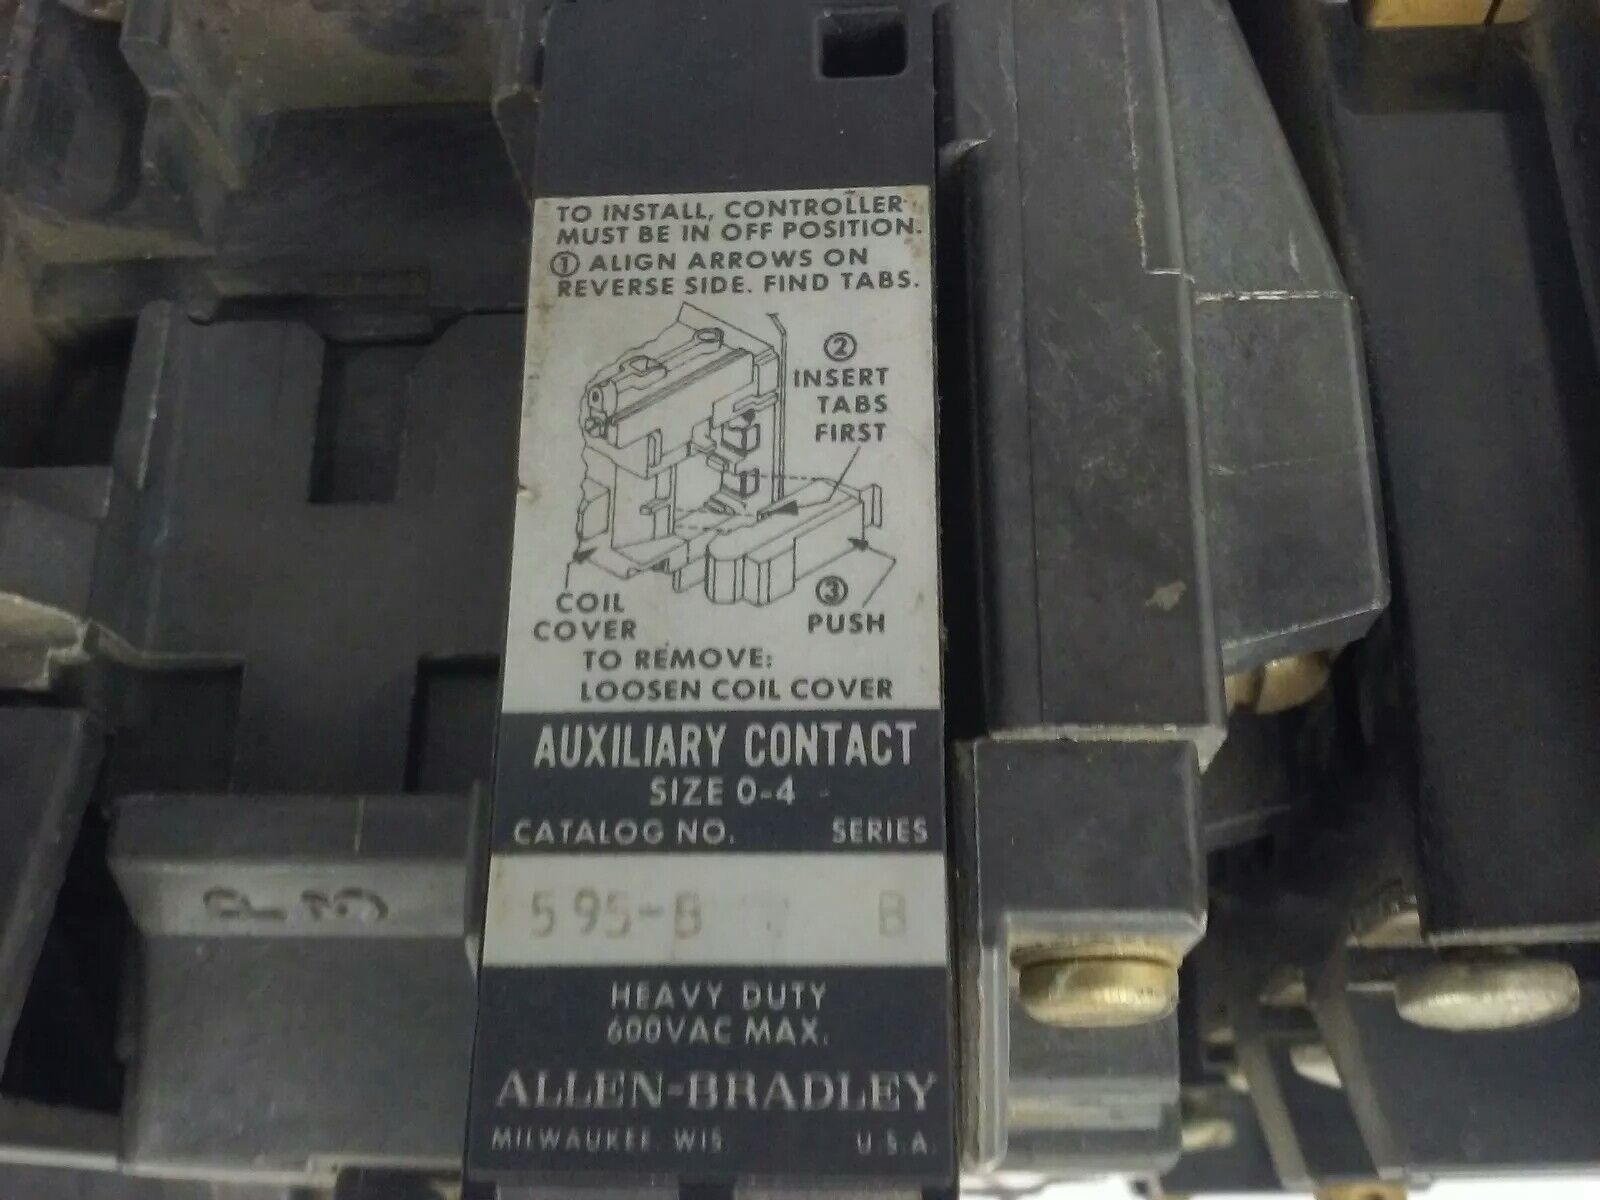 TO INSTALL, CONTROLLER
MUST BE IN OFF POSITION.
① ALIGN ARROWS ON
REVERSE SIDE. FIND TABS.
②
INSERT
TABS
FIRST
COIL
COVER
③
PUSH
TO REMOVE:
LOOSEN COIL COVER
AUXILIARY CONTACT
SIZE 0-4
CATALOG NO. SERIES
595-B B
HEAVY DUTY
600VAC MAX.
ALLEN-BRADLEY
MILWAUKEE, WIS. U.S.A.